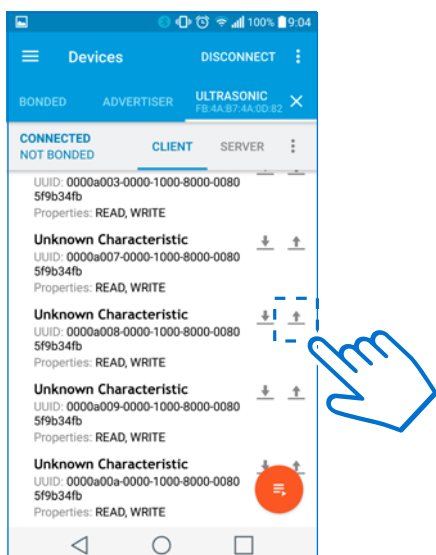 100% 9:04
Devices DISCONNECT
BONDED ADVERTISER ULTRASONIC
FB:4A:B7:4A:0D:82
CONNECTED
NOT BONDED CLIENT SERVER
UUID: 0000a003-0000-1000-8000-0080
5f9b34fb
Properties: READ, WRITE
Unknown Characteristic
UUID: 0000a007-0000-1000-8000-0080
5f9b34fb
Properties: READ, WRITE
Unknown Characteristic
UUID: 0000a008-0000-1000-8000-0080
5f9b34fb
Properties: READ, WRITE
Unknown Characteristic
UUID: 0000a009-0000-1000-8000-0080
5f9b34fb
Properties: READ, WRITE
Unknown Characteristic
UUID: 0000a00a-0000-1000-8000-0080
5f9b34fb
Properties: READ, WRITE